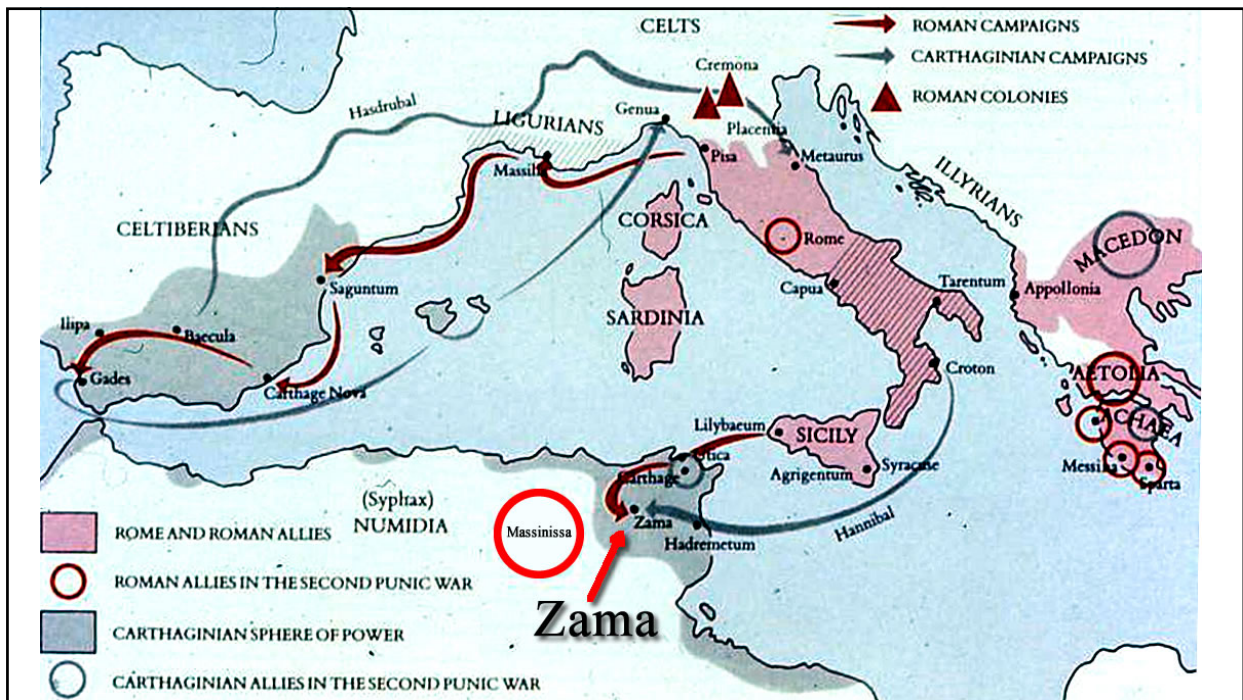 CELTS
ROMAN CAMPAIGNS
CARTHAGINIAN CAMPAIGNS
ROMAN COLONIES
Cremona
Hasdrubal
Genua
LIGURIANS
Placentia
Massilia
Pisa
Metaurus
ILLYRIANS
CELTIBERIANS
CORSICA
Rome
MACEDON
Saguntum
Capua
Tarentum
Appollonia
SARDINIA
Ilipa
Baecula
Gades
Carthage Nova
Croton
AETOLIA
ACHAEA
Lilybaeum
SICILY
Utica
Carthage
Agrigentum
Syracuse
Messina
Sparta
(Syphax)
NUMIDIA
Massinissa
Zama
Hannibal
Hadremetum
ROME AND ROMAN ALLIES
ROMAN ALLIES IN THE SECOND PUNIC WAR
Zama
CARTHAGINIAN SPHERE OF POWER
CARTHAGINIAN ALLIES IN THE SECOND PUNIC WAR